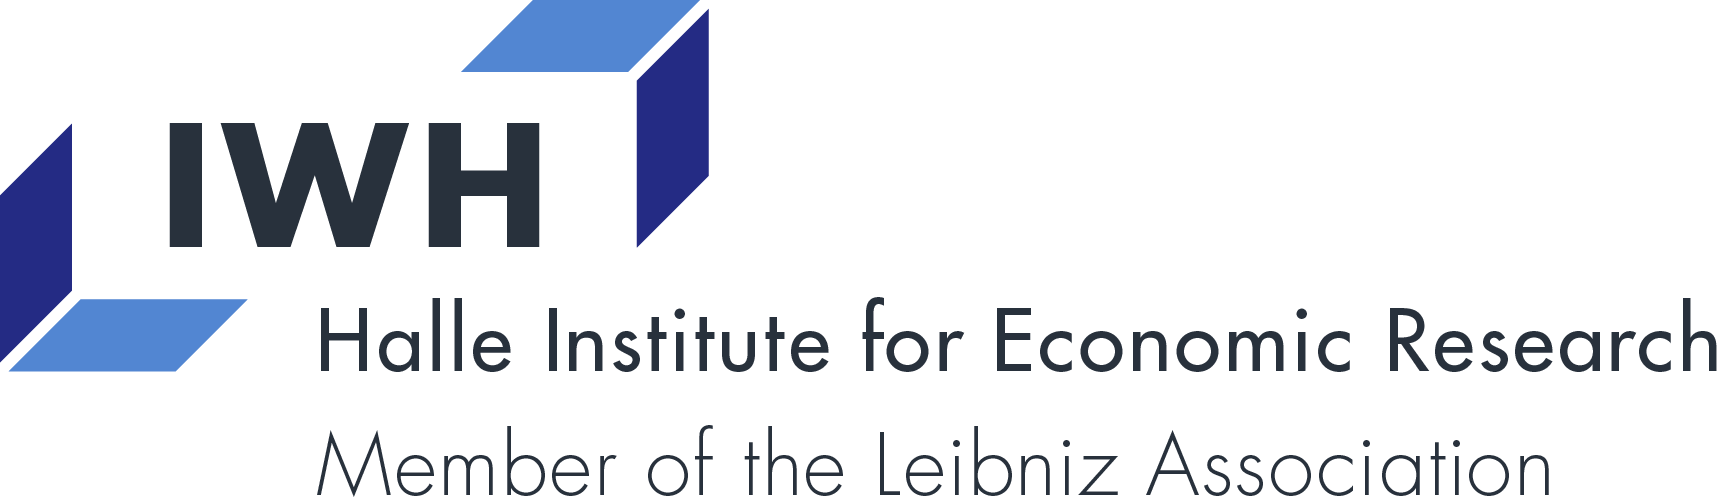 IWH
Halle Institute for Economic Research
Member of the Leibniz Association